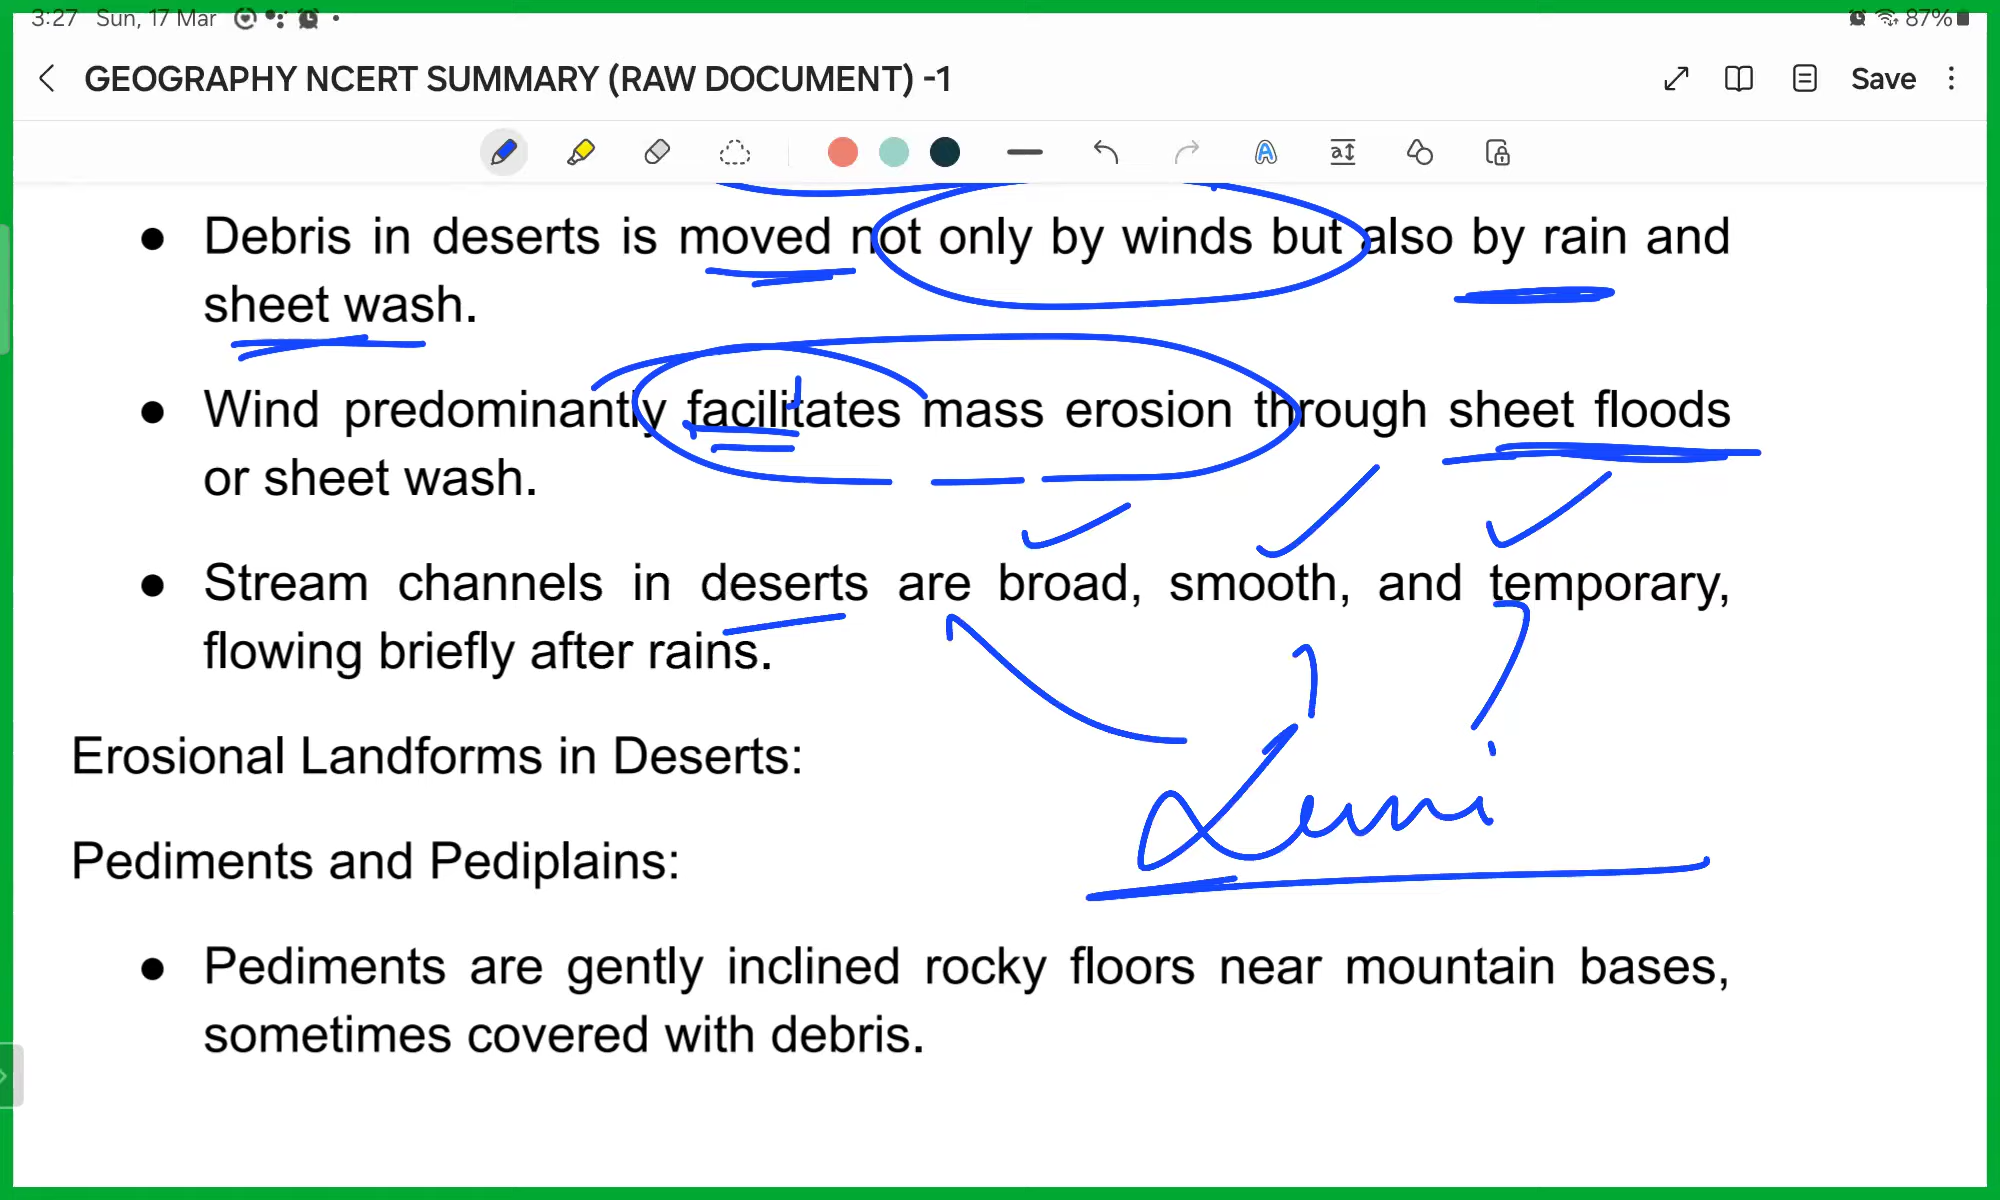 3:27 Sun, 17 Mar 87%
GEOGRAPHY NCERT SUMMARY (RAW DOCUMENT) -1 Save
● Debris in deserts is moved not only by winds but also by rain and
sheet wash.
● Wind predominantly facilitates mass erosion through sheet floods
or sheet wash.
● Stream channels in deserts are broad, smooth, and temporary,
flowing briefly after rains.
Erosional Landforms in Deserts:
Pediments and Pediplains:
● Pediments are gently inclined rocky floors near mountain bases,
sometimes covered with debris.